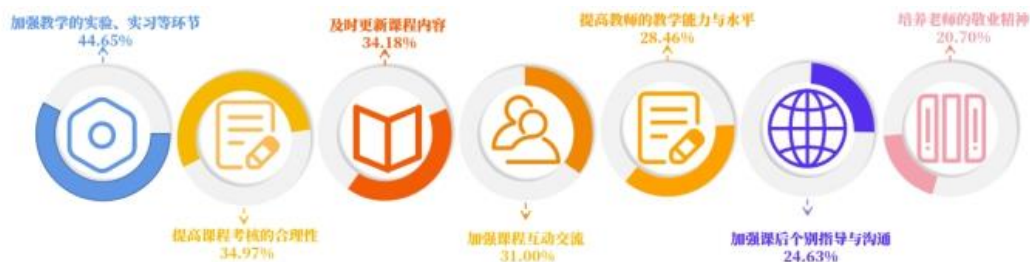 加强教学的实验、实习等环节
44.65%
提高课程考核的合理性
34.97%
及时更新课程内容
34.18%
加强课程互动交流
31.00%
提高教师的教学能力与水平
28.46%
加强课后个别指导与沟通
24.63%
培养老师的敬业精神
20.70%